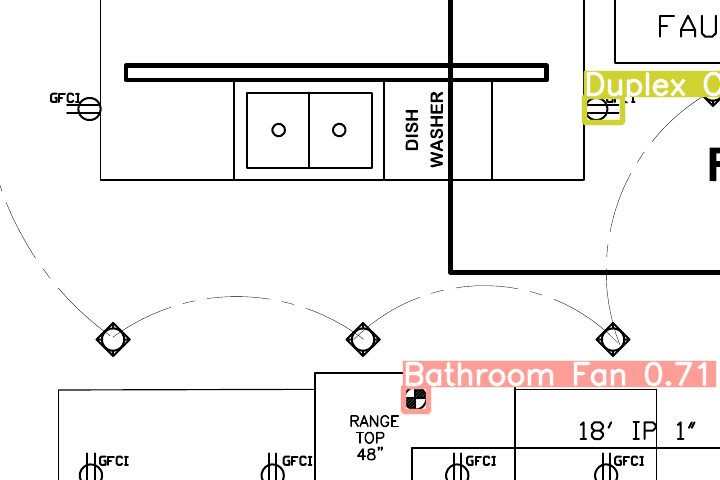 FAU
Duplex
GFCI
DISH
WASHER
Bathroom Fan 0.71
RANGE
TOP
48"
18' IP 1"
GFCI
GFCI
GFCI
GFCI